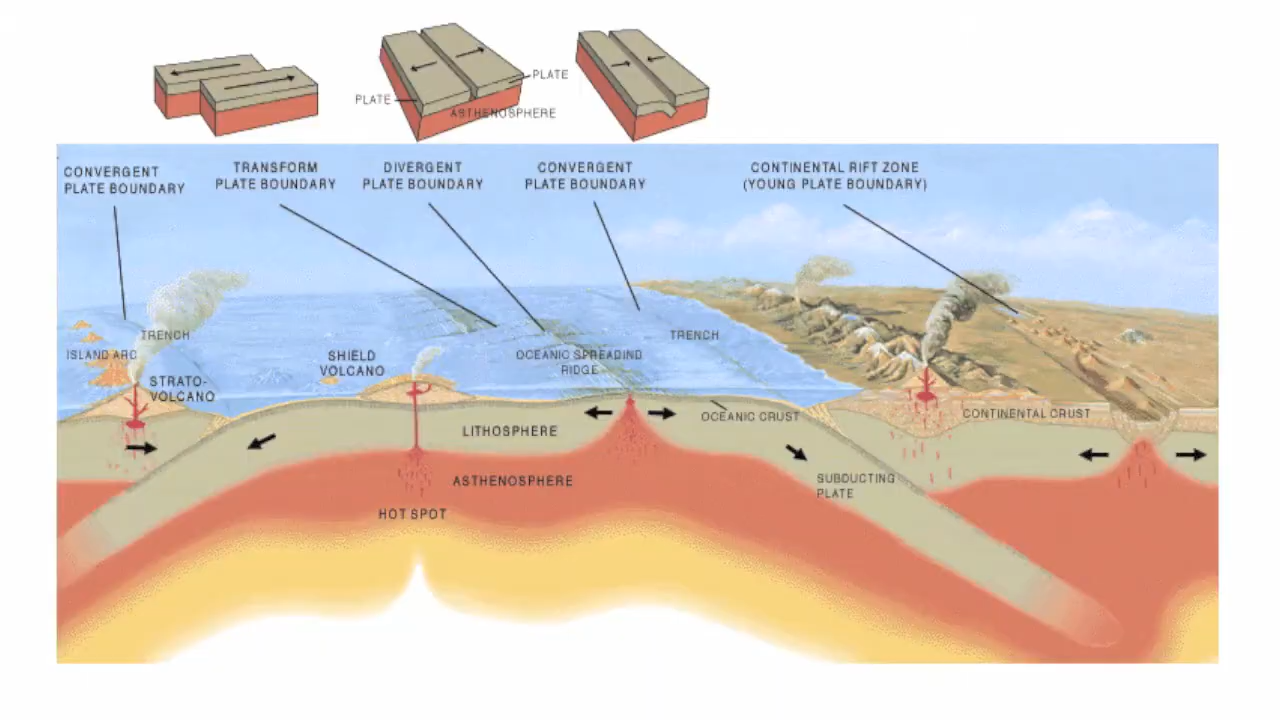 PLATE
PLATE
ASTHENOSPHERE
CONVERGENT
PLATE BOUNDARY
TRANSFORM
PLATE BOUNDARY
DIVERGENT
PLATE BOUNDARY
CONVERGENT
PLATE BOUNDARY
CONTINENTAL RIFT ZONE
(YOUNG PLATE BOUNDARY)
TRENCH
ISLAND ARC
STRATO-
VOLCANO
SHIELD
VOLCANO
OCEANIC SPREADING
RIDGE
TRENCH
OCEANIC CRUST
CONTINENTAL CRUST
LITHOSPHERE
ASTHENOSPHERE
SUBDUCTING
PLATE
HOT SPOT